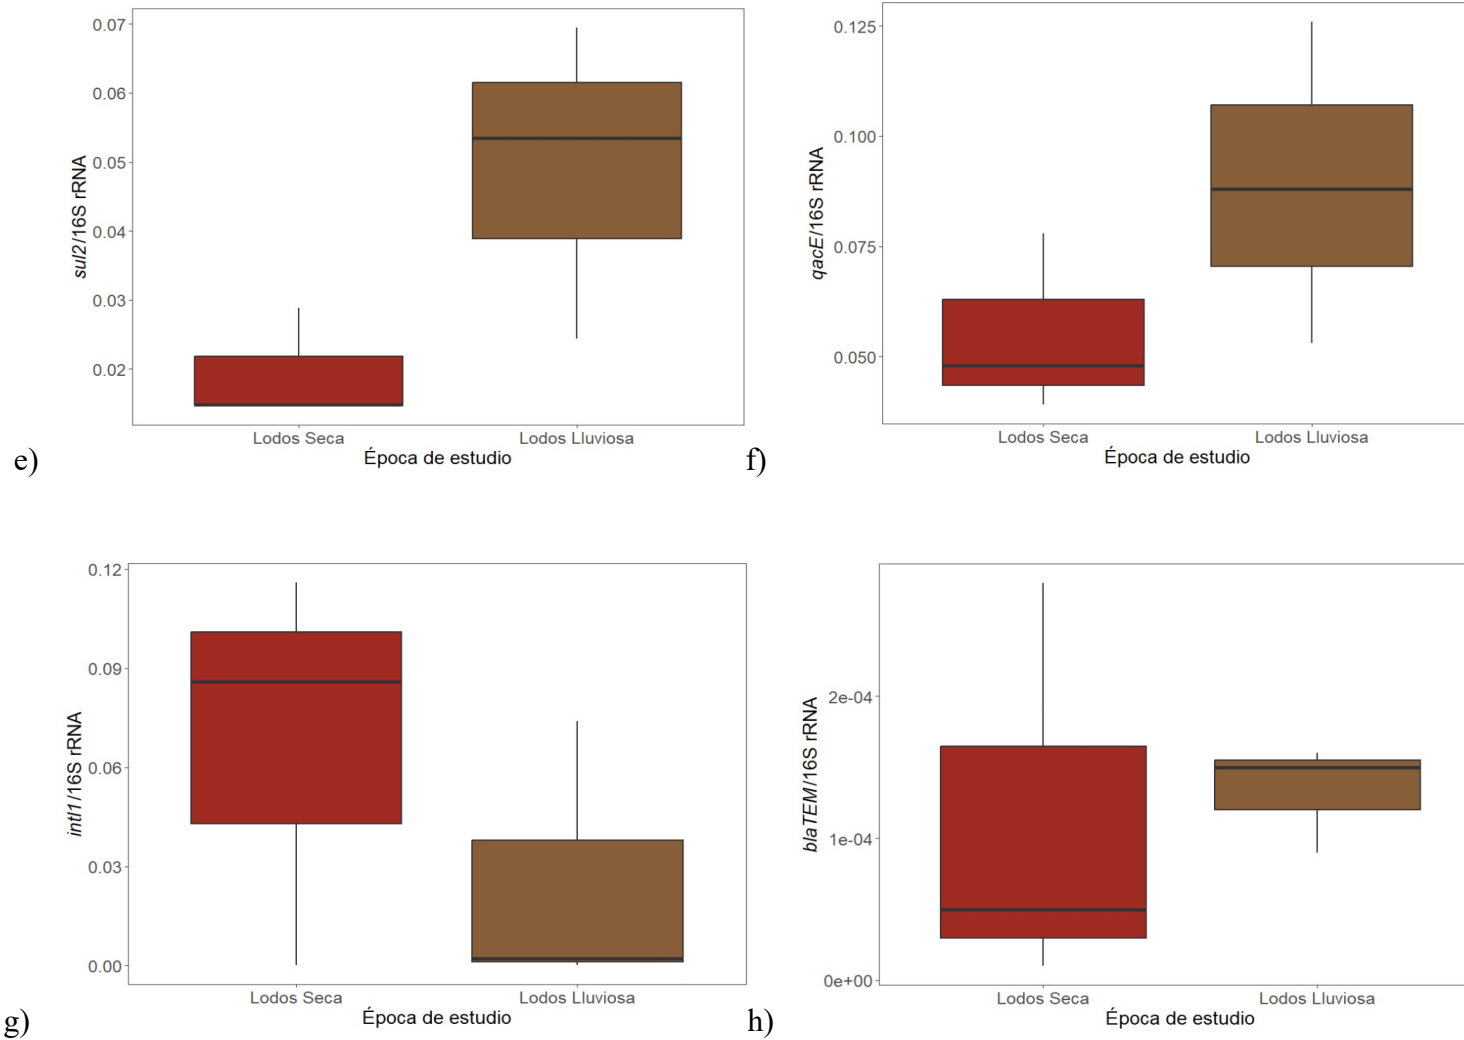 0.07
0.06
0.05
0.04
0.03
0.02
sul2/16S rRNA
Lodos Seca
Lodos Lluviosa
Época de estudio
e)
0.125
0.100
0.075
0.050
qacE/16S rRNA
Lodos Seca
Lodos Lluviosa
Época de estudio
f)
0.12
0.09
0.06
0.03
0.00
intI1/16S rRNA
Lodos Seca
Lodos Lluviosa
Época de estudio
g)
2e-04
1e-04
0e+00
blaTEM/16S rRNA
Lodos Seca
Lodos Lluviosa
Época de estudio
h)